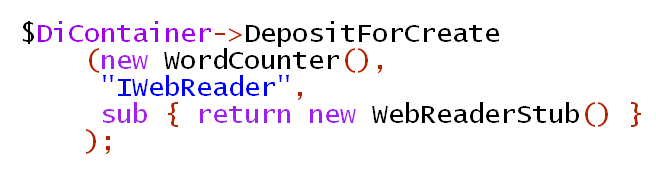 $DiContainer->DepositForCreate
(new WordCounter(),
"IWebReader",
sub { return new WebReaderStub() }
);